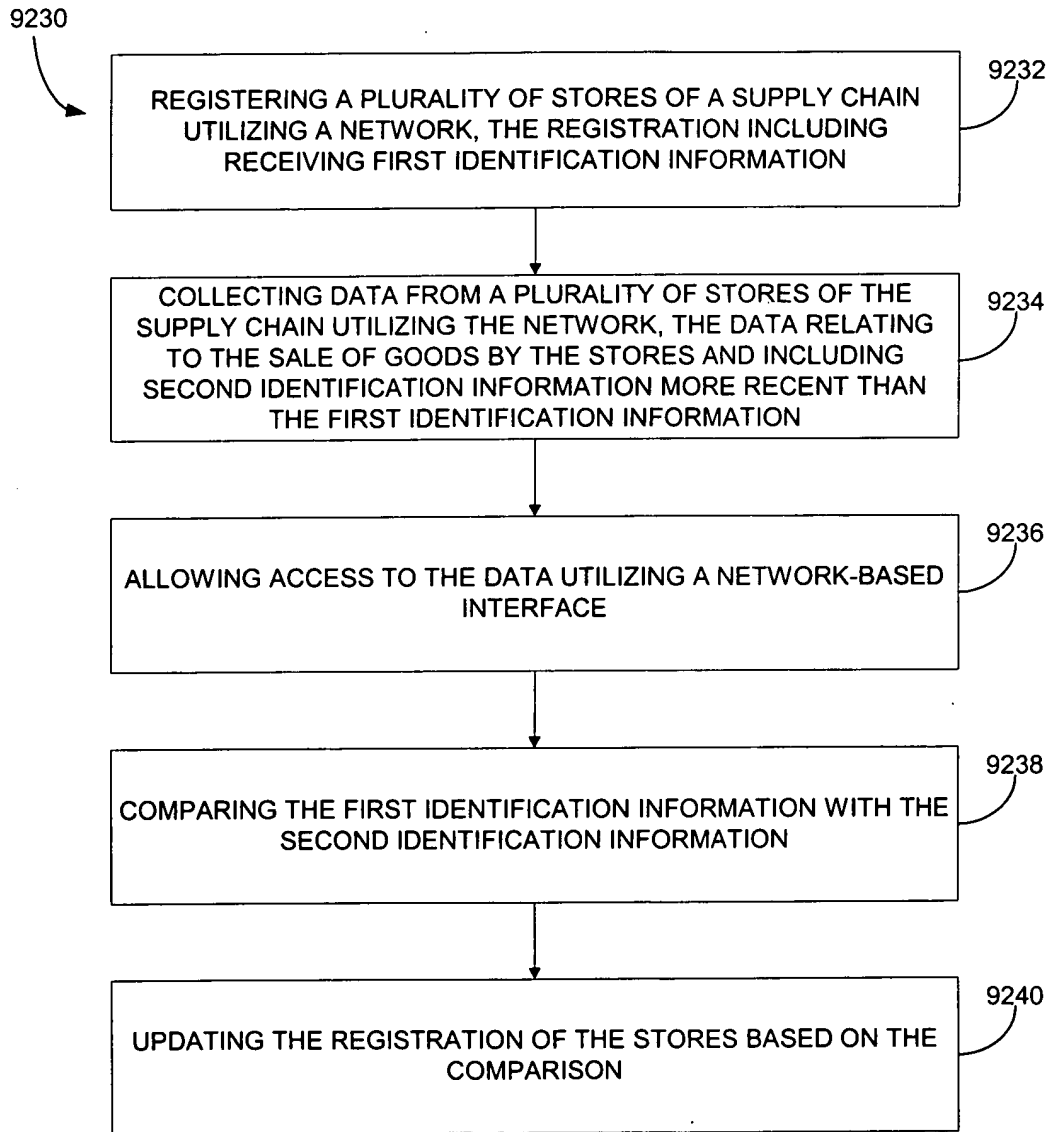 9230
9232
REGISTERING A PLURALITY OF STORES OF A SUPPLY CHAIN
UTILIZING A NETWORK, THE REGISTRATION INCLUDING
RECEIVING FIRST IDENTIFICATION INFORMATION
9234
COLLECTING DATA FROM A PLURALITY OF STORES OF THE
SUPPLY CHAIN UTILIZING THE NETWORK, THE DATA RELATING
TO THE SALE OF GOODS BY THE STORES AND INCLUDING
SECOND IDENTIFICATION INFORMATION MORE RECENT THAN
THE FIRST IDENTIFICATION INFORMATION
9236
ALLOWING ACCESS TO THE DATA UTILIZING A NETWORK-BASED
INTERFACE
9238
COMPARING THE FIRST IDENTIFICATION INFORMATION WITH THE
SECOND IDENTIFICATION INFORMATION
9240
UPDATING THE REGISTRATION OF THE STORES BASED ON THE
COMPARISON